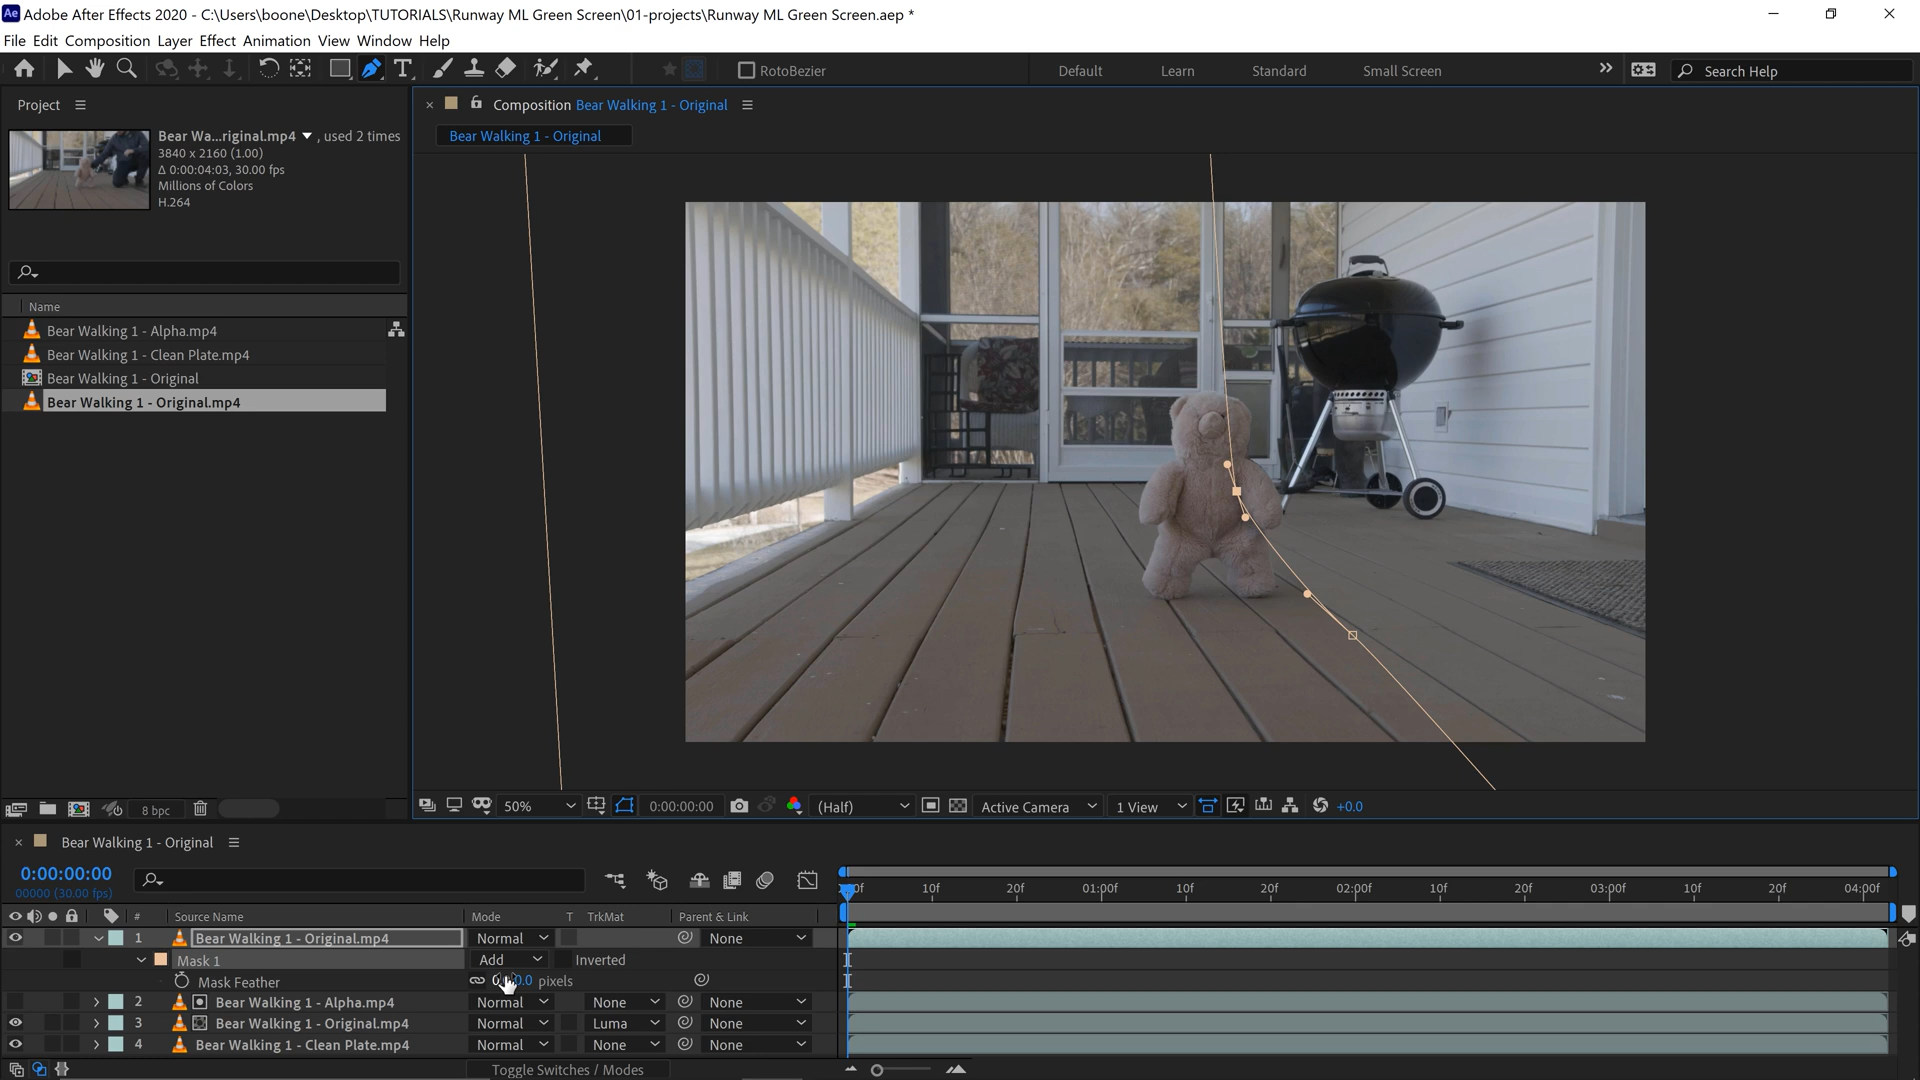 Ae Adobe After Effects 2020 - C:\Users\boone\Desktop\TUTORIALS\Runway ML Green Screen\01-projects\Runway ML Green Screen.aep *
File Edit Composition Layer Effect Animation View Window Help
RotoBezier Default Learn Standard Small Screen Search Help
Project
Composition Bear Walking 1 - Original
Bear Wa...riginal.mp4 , used 2 times
3840 x 2160 (1.00)
Δ 0:00:04:03, 30.00 fps
Millions of Colors
H.264
Bear Walking 1 - Original
Name
Bear Walking 1 - Alpha.mp4
Bear Walking 1 - Clean Plate.mp4
Bear Walking 1 - Original
Bear Walking 1 - Original.mp4
8 bpc
50% 0:00:00:00 (Half) Active Camera 1 View +0.0
Bear Walking 1 - Original
0:00:00:00
00000 (30.00 fps)
10f 20f 01:00f 10f 20f 02:00f 10f 20f 03:00f 10f 20f 04:00f
# Source Name Mode T TrkMat Parent & Link
1 Bear Walking 1 - Original.mp4 Normal None
Mask 1 Add Inverted
Mask Feather pixels
2 Bear Walking 1 - Alpha.mp4 Normal None None
3 Bear Walking 1 - Original.mp4 Normal Luma None
4 Bear Walking 1 - Clean Plate.mp4 Normal None None
Toggle Switches / Modes